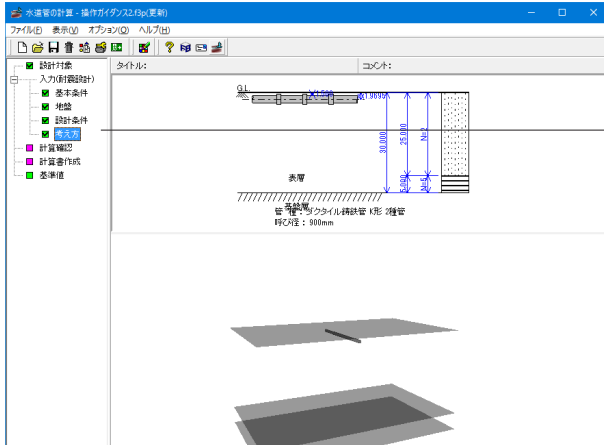 水道管の計算 - 操作ガイダンス2.f3p(更新)
ファイル(F) 表示(V) オプション(O) ヘルプ(H)
設計対象
入力(耐震設計)
基本条件
地盤
設計条件
考え方
計算確認
計算書作成
基準値
タイトル:
コメント:
G.L.
1.9695
30.000
25.000
N=2
5.000
N=5
表層
基盤層
管 種 : ダクタイル鋳鉄管 K形 2種管
呼び径 : 900mm